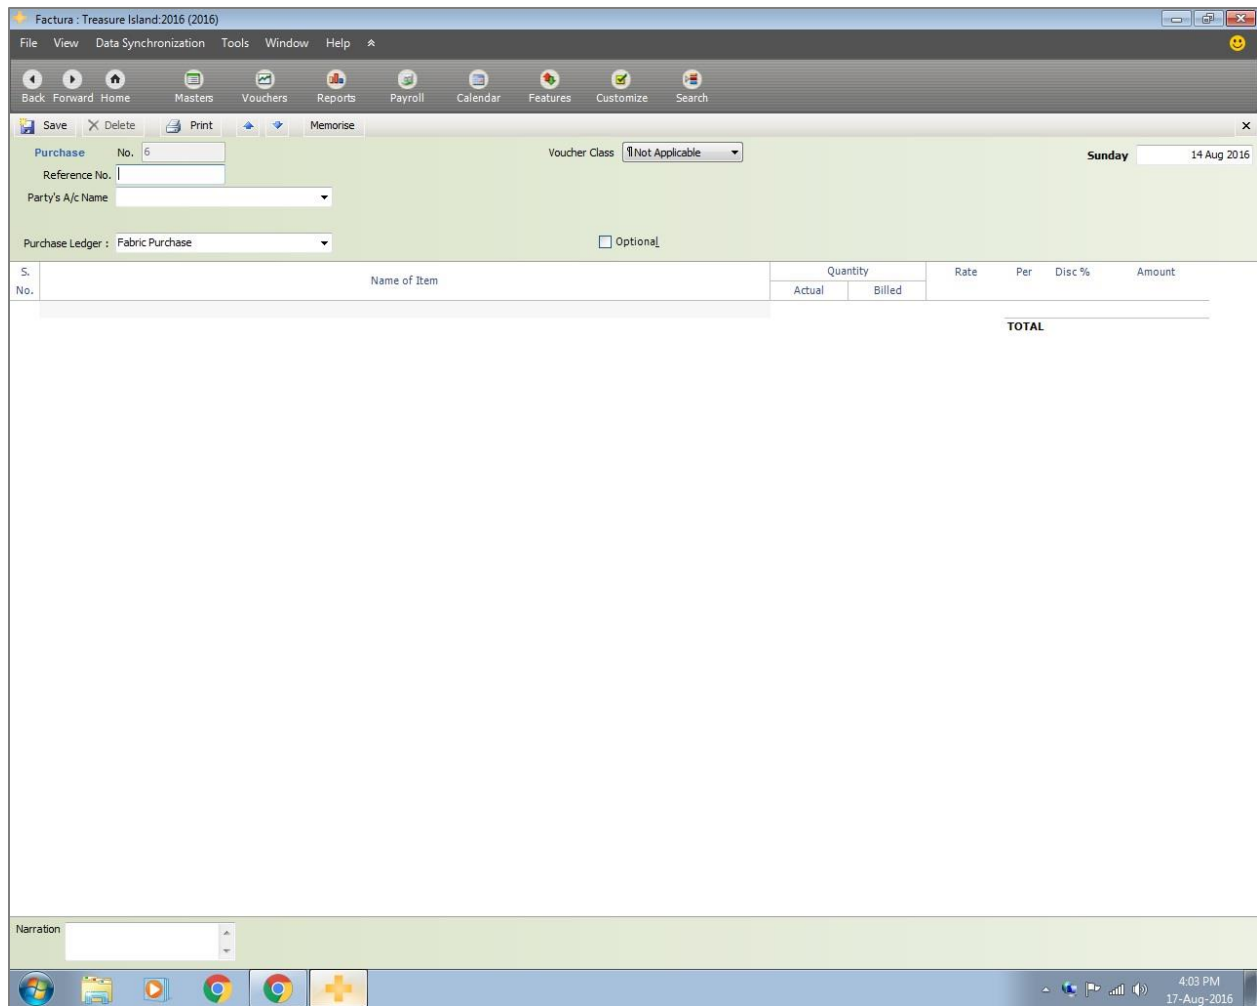 Factura : Treasure Island:2016 (2016)
File View Data Synchronization Tools Window Help
Back Forward Home Masters Vouchers Reports Payroll Calendar Features Customize Search
Save Delete Print Memorise
Purchase No. 6 Voucher Class ¶Not Applicable Sunday 14 Aug 2016
Reference No.
Party's A/c Name
Purchase Ledger : Fabric Purchase Optional
S. No. Name of Item Quantity Rate Per Disc % Amount
Actual Billed
TOTAL
Narration
4:03 PM
17-Aug-2016